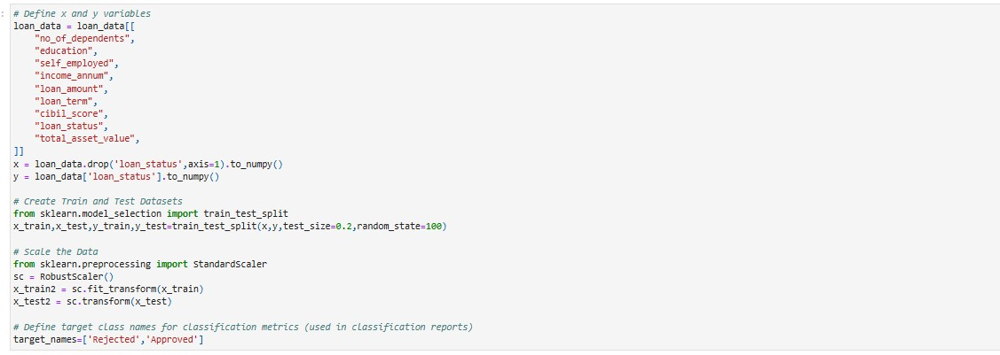 :
# Define x and y variables
loan_data = loan_data[[
    "no_of_dependents",
    "education",
    "self_employed",
    "income_annum",
    "loan_amount",
    "loan_term",
    "cibil_score",
    "loan_status",
    "total_asset_value",
]]
x = loan_data.drop('loan_status',axis=1).to_numpy()
y = loan_data['loan_status'].to_numpy()

# Create Train and Test Datasets
from sklearn.model_selection import train_test_split
x_train,x_test,y_train,y_test=train_test_split(x,y,test_size=0.2,random_state=100)

# Scale the Data
from sklearn.preprocessing import StandardScaler
sc = RobustScaler()
x_train2 = sc.fit_transform(x_train)
x_test2 = sc.transform(x_test)

# Define target class names for classification metrics (used in classification reports)
target_names=['Rejected','Approved']